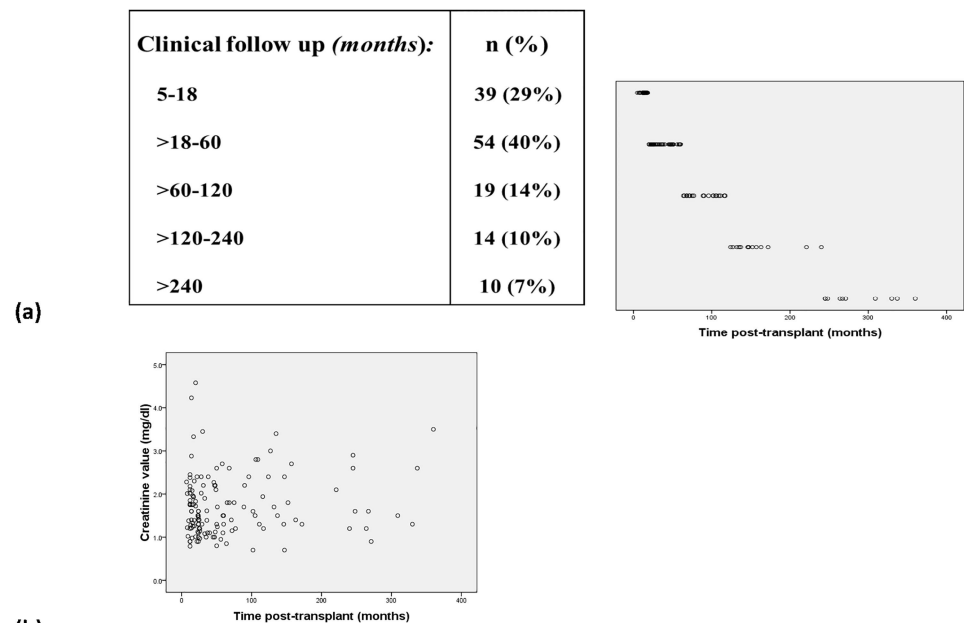 Clinical follow up (months): n (%)
5-18 39 (29%)
>18-60 54 (40%)
>60-120 19 (14%)
>120-240 14 (10%)
>240 10 (7%)
(a)
0 100 200 300 400
Time post-transplant (months)
Creatinine value (mg/dl)
5.0
4.0
3.0
2.0
1.0
0.0
0 100 200 300 400
Time post-transplant (months)